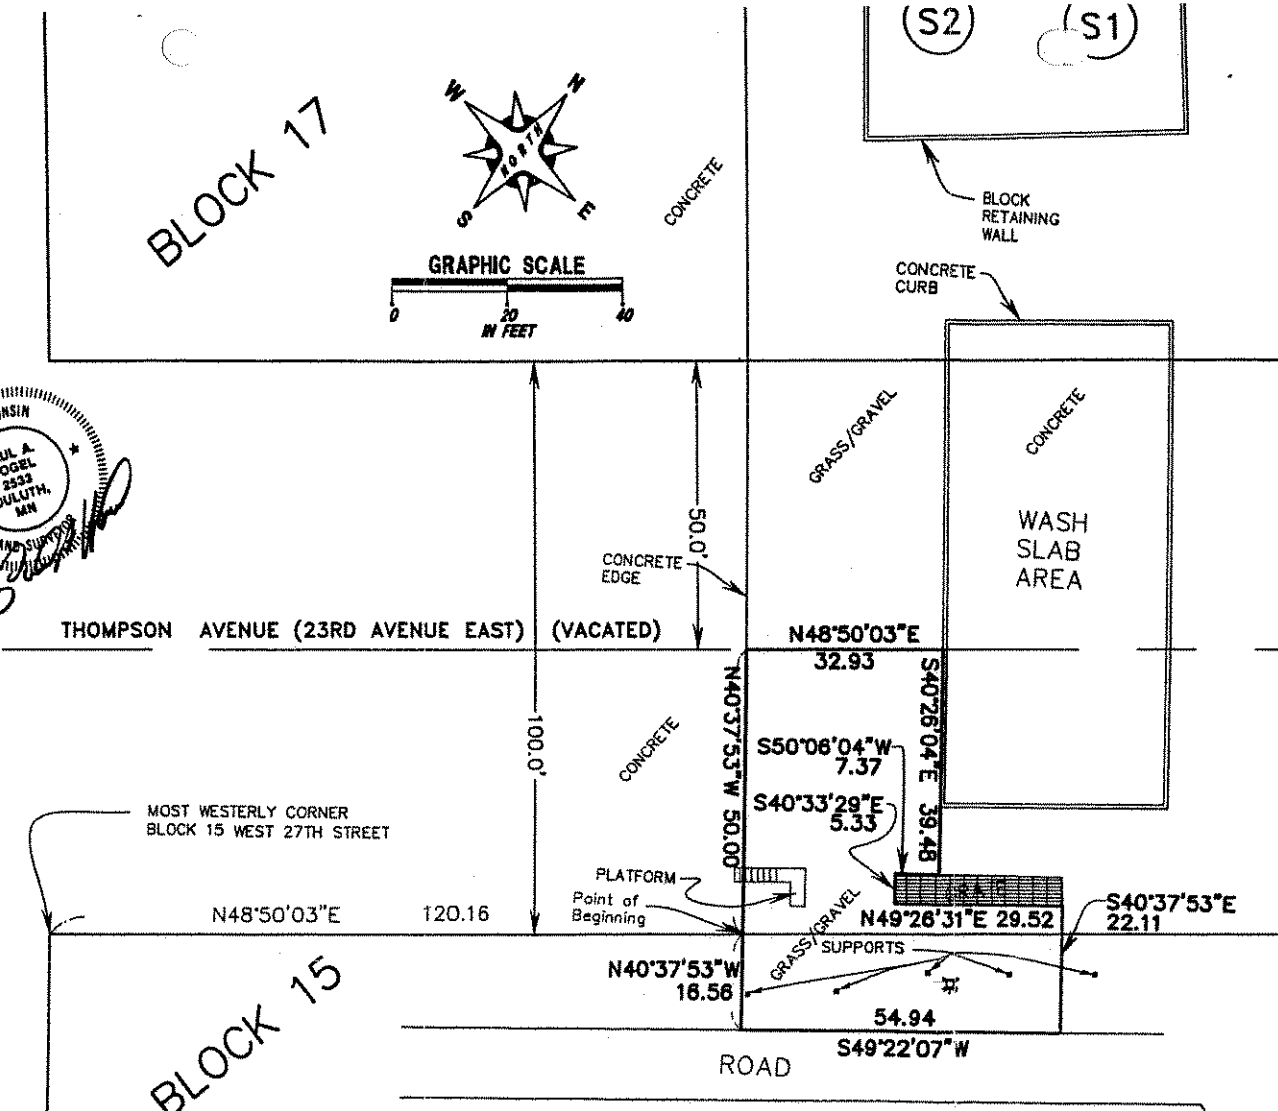 S2
S1
BLOCK 17
W
N
NORTH
S
E
CONCRETE
BLOCK
RETAINING
WALL
GRAPHIC SCALE
0
20
40
IN FEET
CONCRETE
CURB
GRASS/GRAVEL
CONCRETE
2533
DULUTH,
MN
50.0'
WASH
SLAB
AREA
CONCRETE
EDGE
THOMPSON AVENUE (23RD AVENUE EAST) (VACATED)
N48°50'03"E
32.93
N40°37'53"W 50.00
S40°26'04"E 39.48
100.0'
CONCRETE
S50°06'04"W
7.37
S40°33'29"E
5.33
MOST WESTERLY CORNER
BLOCK 15 WEST 27TH STREET
PLATFORM
Point of
Beginning
N48°50'03"E 120.16
GRASS/GRAVEL
N49°26'31"E 29.52
S40°37'53"E
22.11
SUPPORTS
N40°37'53"W
16.56
54.94
S49°22'07"W
BLOCK 15
ROAD